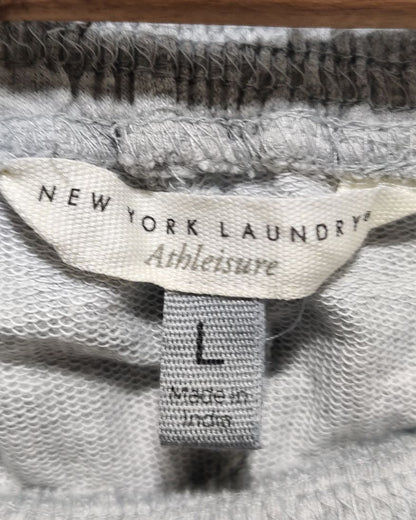 NEW YORK LAUNDRY®
Athleisure
L
Made in
India